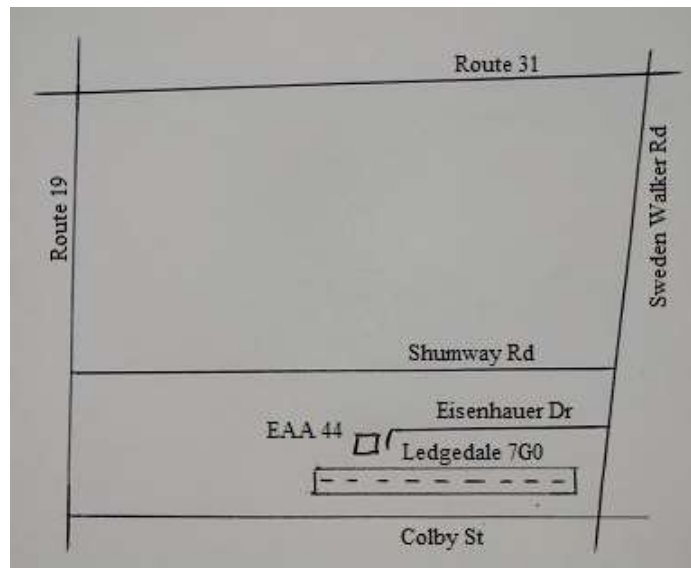 Route 31
Route 19
Sweden Walker Rd
Shumway Rd
Eisenhauer Dr
EAA 44
Ledgedale 7G0
Colby St